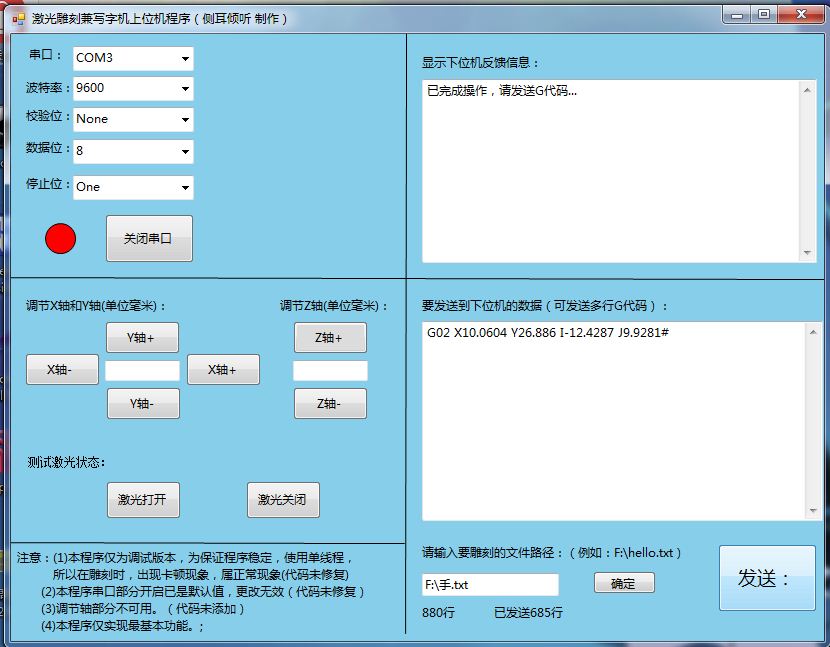 激光雕刻兼写字机上位机程序（侧耳倾听 制作）
串口： COM3
波特率： 9600
校验位： None
数据位： 8
停止位： One
关闭串口
显示下位机反馈信息：
已完成操作，请发送G代码...
调节X轴和Y轴(单位毫米)：
调节Z轴(单位毫米)：
Y轴+
Z轴+
X轴-
X轴+
Y轴-
Z轴-
测试激光状态:
激光打开
激光关闭
要发送到下位机的数据（可发送多行G代码）：
G02 X10.0604 Y26.886 I-12.4287 J9.9281#
注意：(1)本程序仅为调试版本，为保证程序稳定，使用单线程，
所以在雕刻时，出现卡顿现象，属正常现象(代码未修复)
(2)本程序串口部分开启已是默认值，更改无效（代码未修复）
(3)调节轴部分不可用。（代码未添加）
(4)本程序仅实现最基本功能。;
请输入要雕刻的文件路径：（例如：F:\hello.txt）
F:\手.txt
确定
880行
已发送685行
发送：